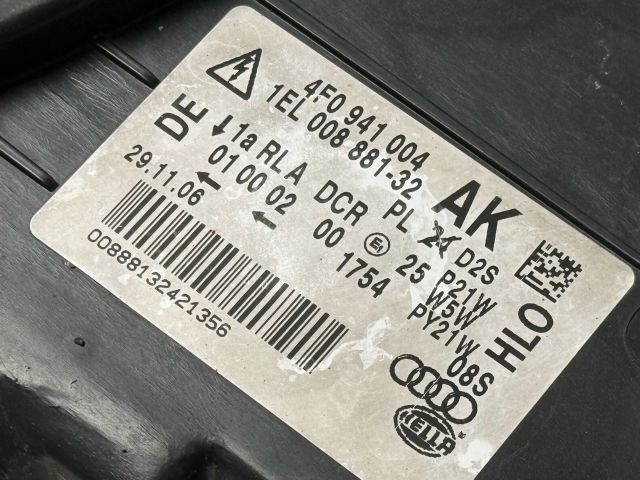 4F0 941 004 AK
1EL 008 881-32
DE
1a RLA DCR PL D2S
01 00 02 00 25 P21W
W5W
PY21W
E1
1754
29.11.06
00888132421356
08S
HLO
HELLA